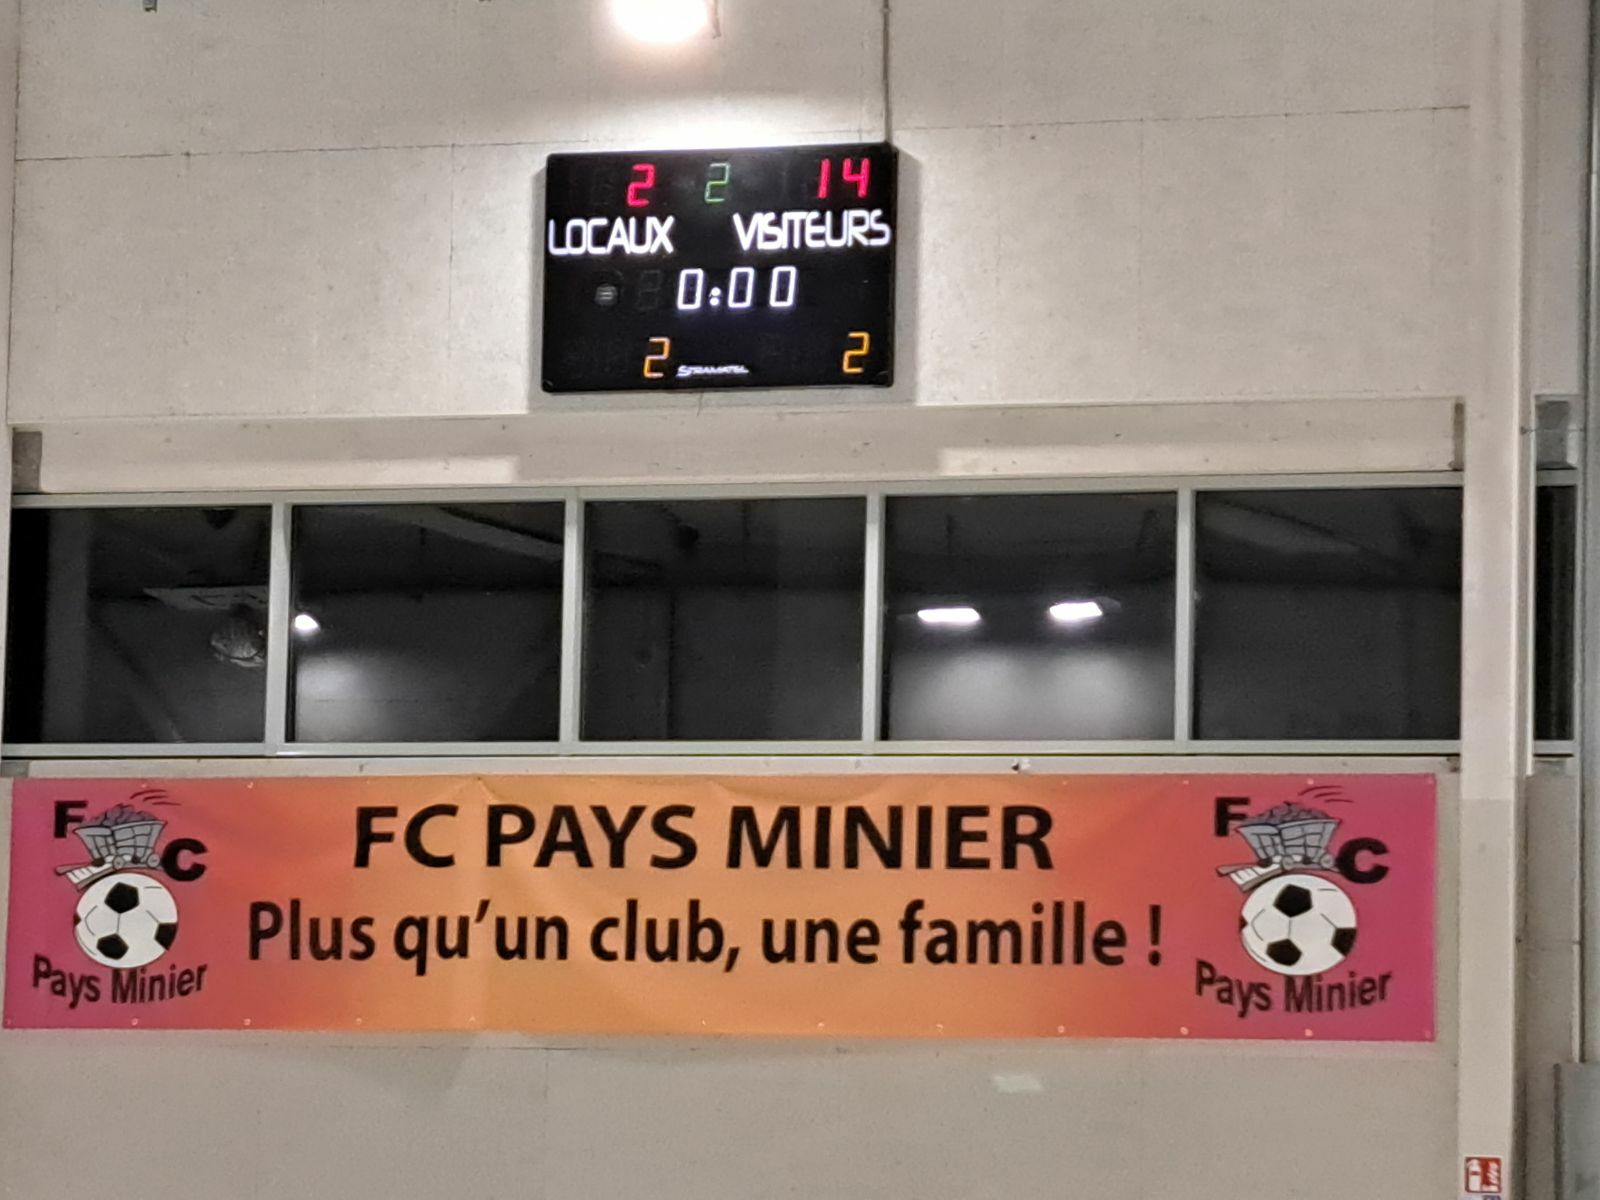 2 2 14
LOCAUX VISITEURS
0:00
2 STRAMATEL 2
FC
Pays Minier
FC PAYS MINIER
Plus qu'un club, une famille !
FC
Pays Minier